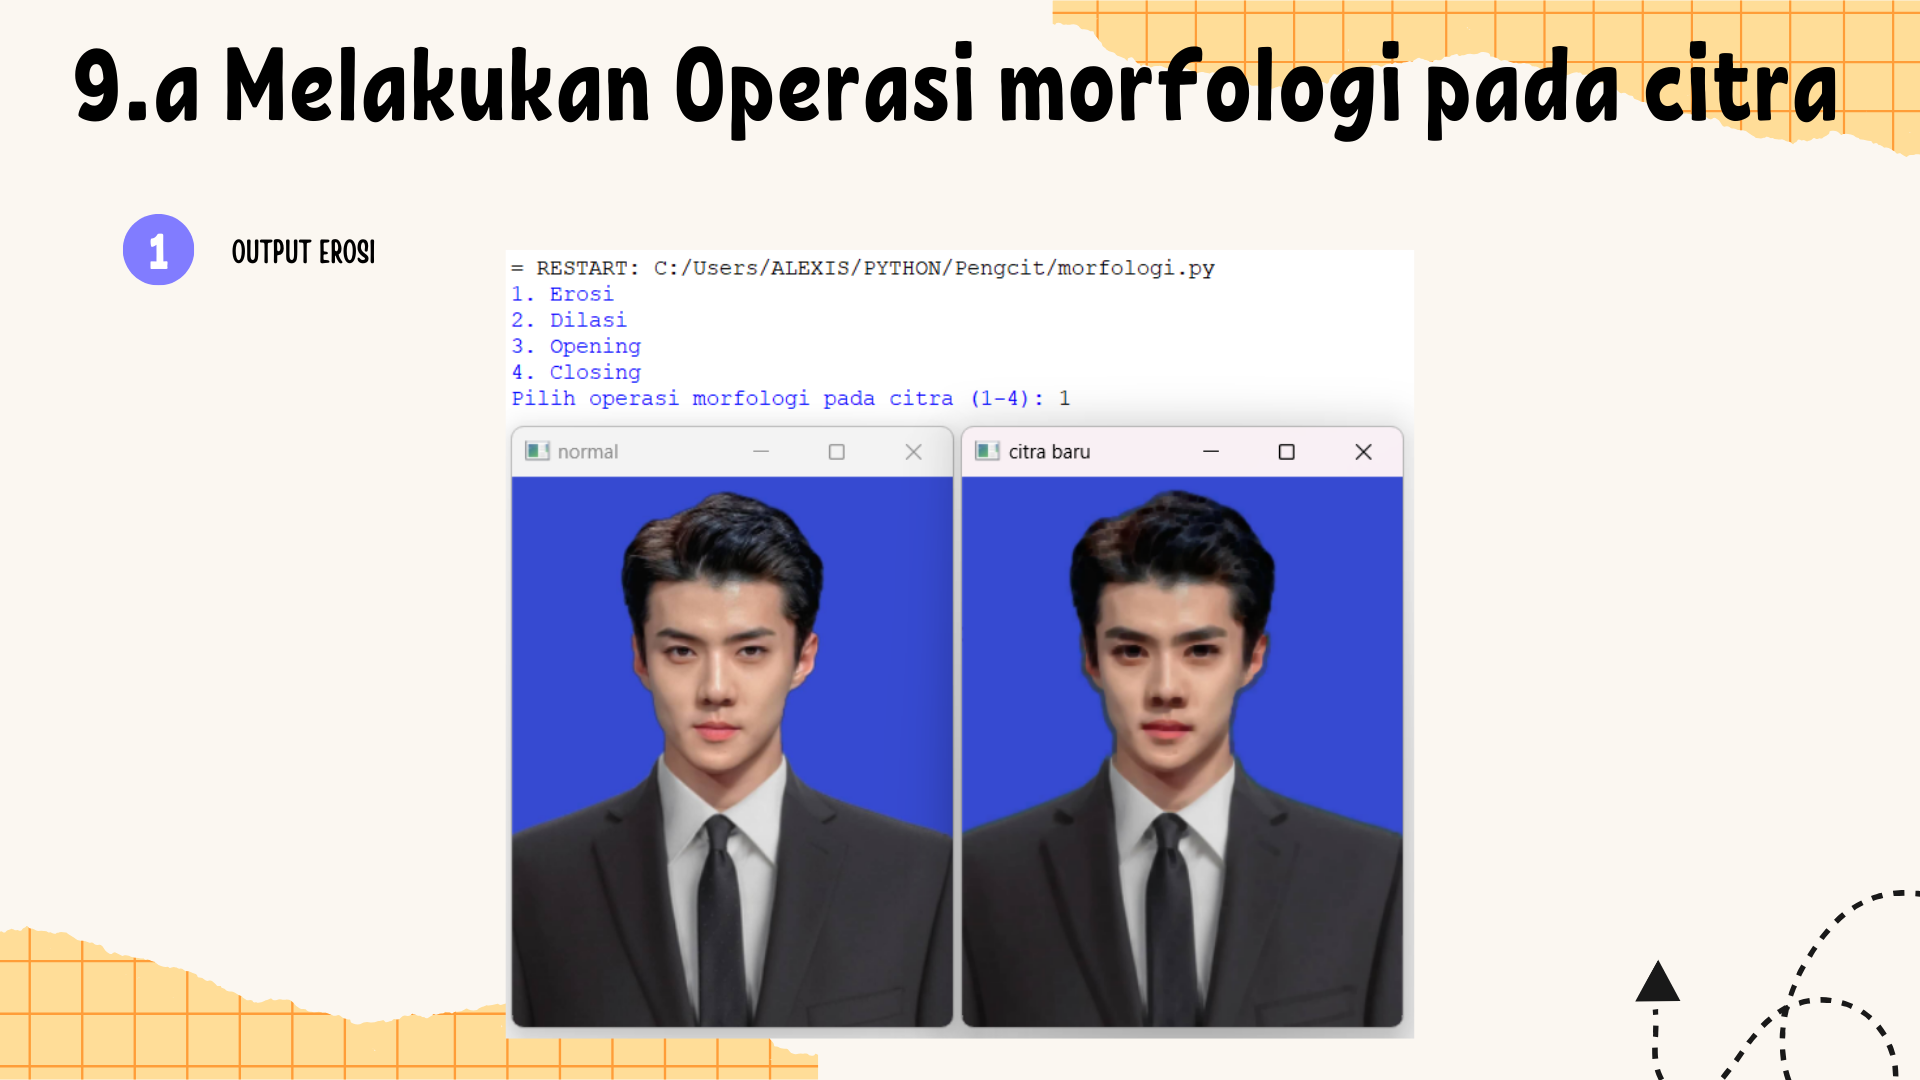 9.a Melakukan Operasi morfologi pada citra
1
OUTPUT EROSI
= RESTART: C:/Users/ALEXIS/PYTHON/Pengcit/morfologi.py
1. Erosi
2. Dilasi
3. Opening
4. Closing
Pilih operasi morfologi pada citra (1-4): 1
normal
citra baru